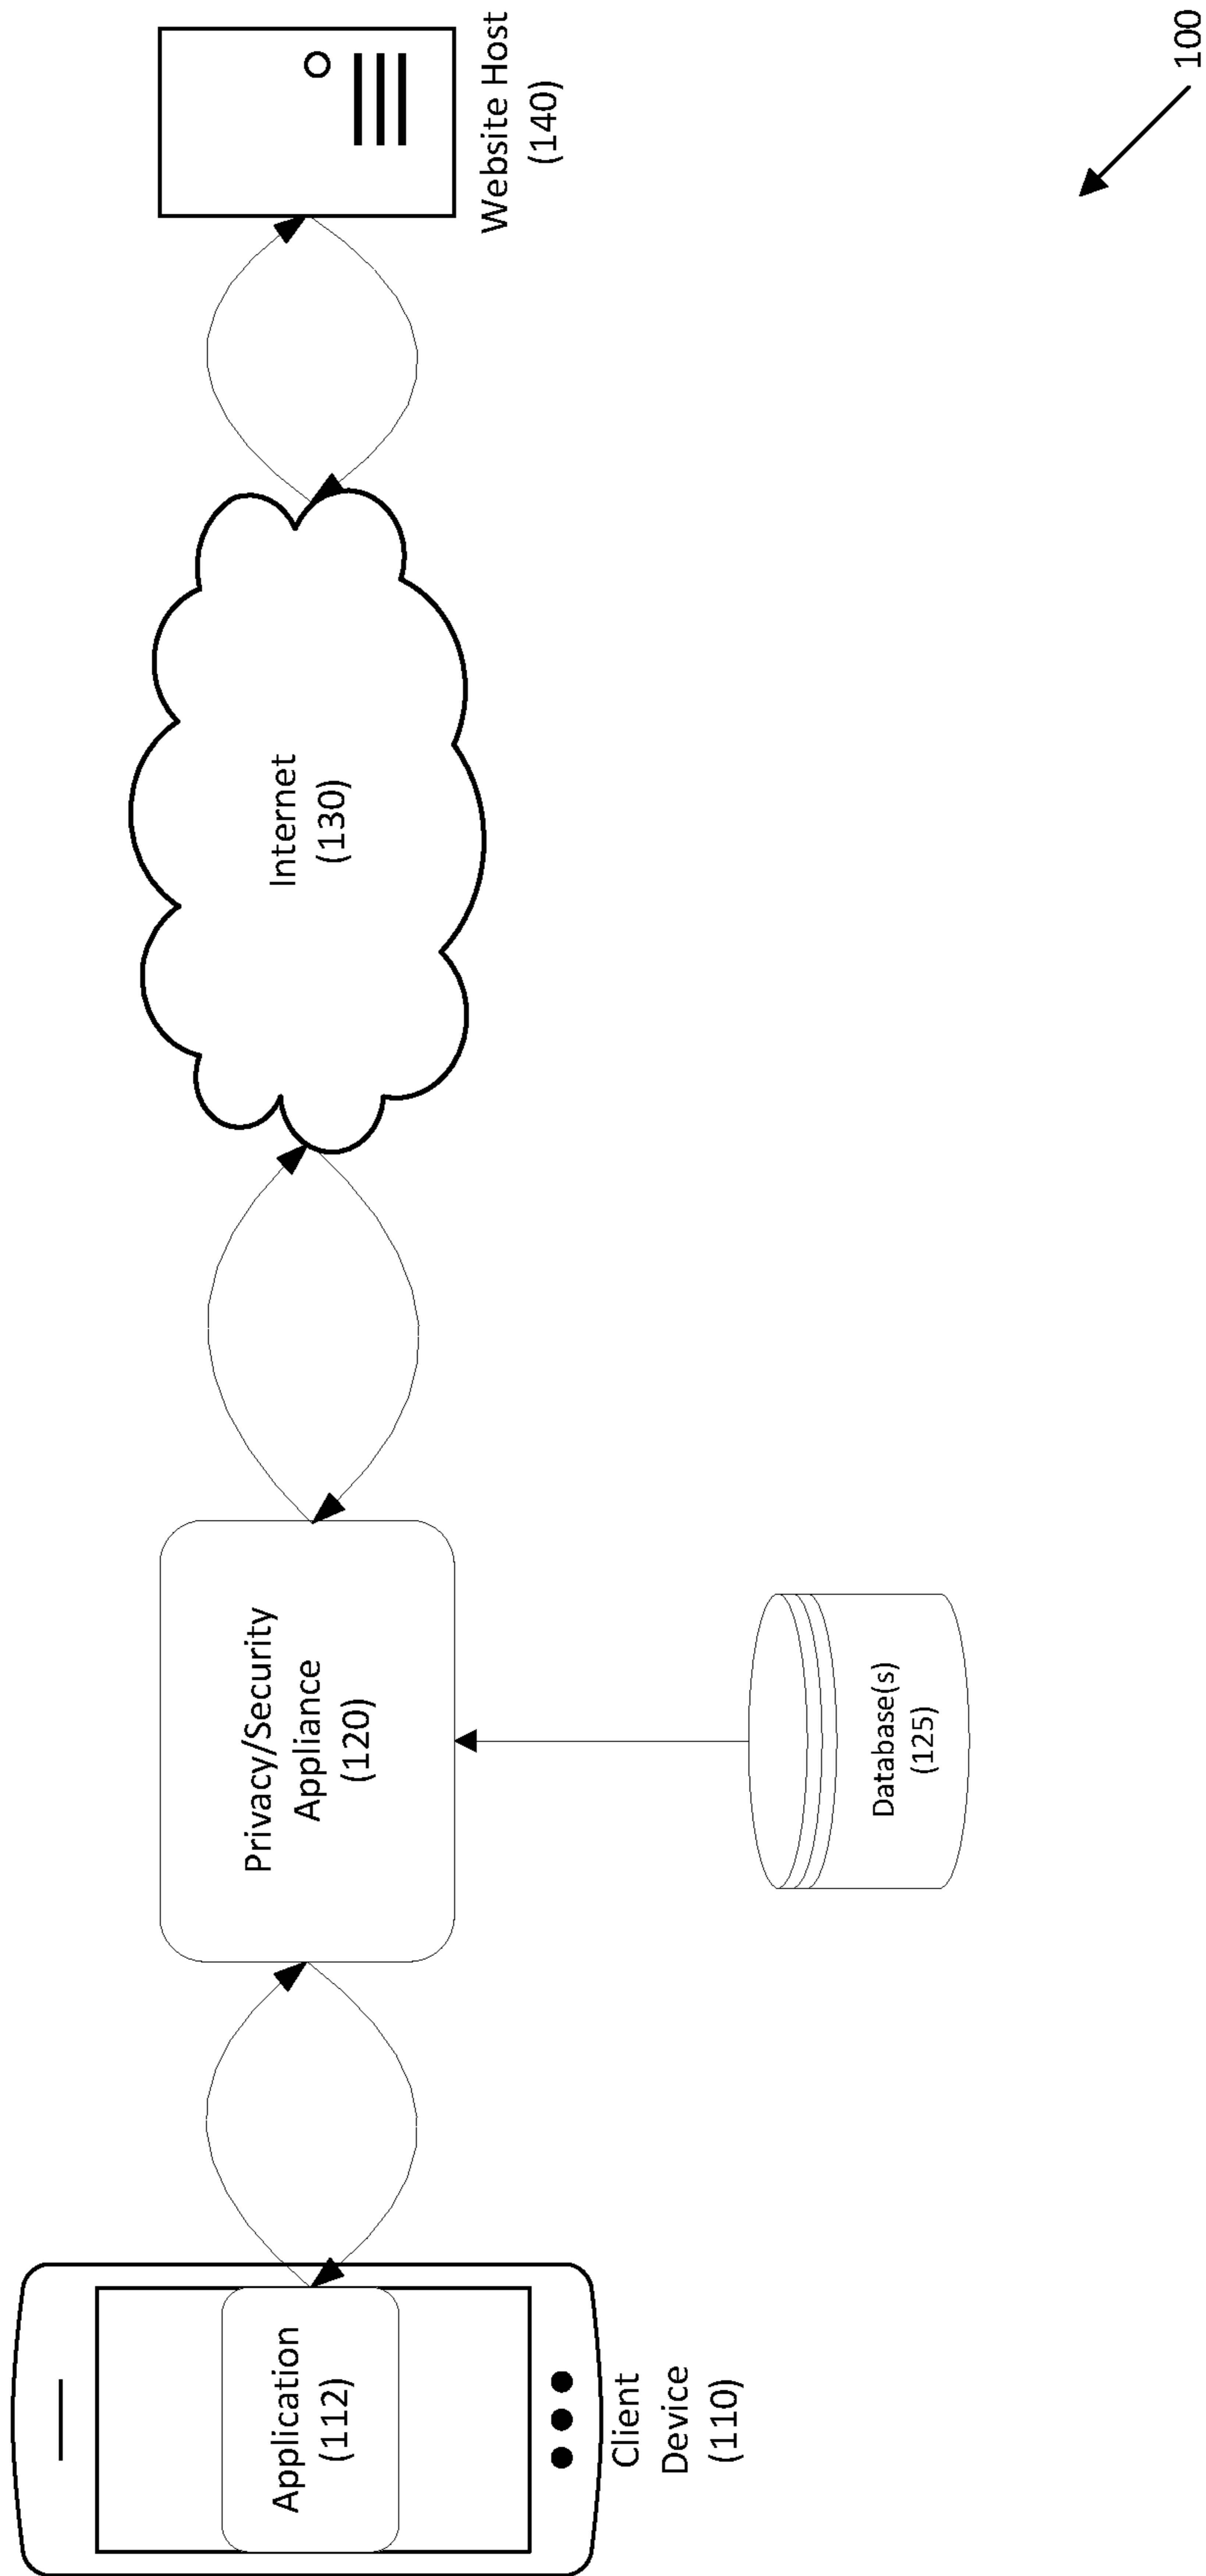 Application
(112)
Client
Device
(110)
Privacy/Security
Appliance
(120)
Database(s)
(125)
Internet
(130)
Website Host
(140)
100